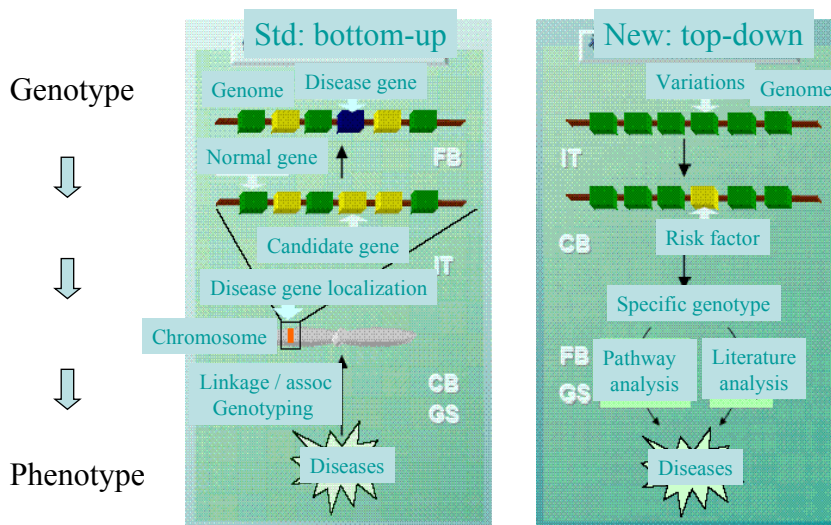 Std: bottom-up
New: top-down
Genotype
Phenotype
Genome
Disease gene
Normal gene
FB
Candidate gene
IT
Disease gene localization
Chromosome
Linkage / assoc
Genotyping
CB
GS
Diseases
Variations
Genome
IT
CB
Risk factor
Specific genotype
FB
GS
Pathway
analysis
Literature
analysis
Diseases